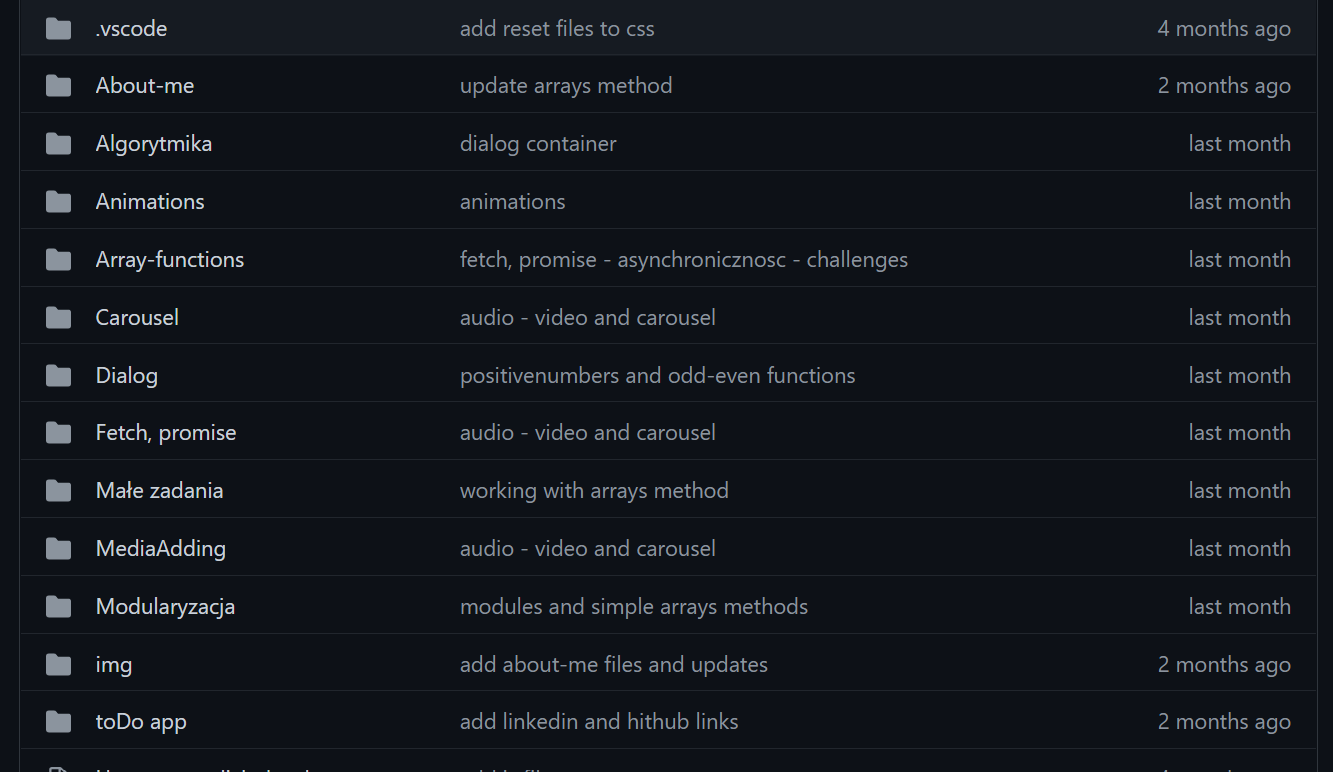 .vscode add reset files to css 4 months ago
About-me update arrays method 2 months ago
Algorytmika dialog container last month
Animations animations last month
Array-functions fetch, promise - asynchronicznosc - challenges last month
Carousel audio - video and carousel last month
Dialog positivenumbers and odd-even functions last month
Fetch, promise audio - video and carousel last month
Małe zadania working with arrays method last month
MediaAdding audio - video and carousel last month
Modularyzacja modules and simple arrays methods last month
img add about-me files and updates 2 months ago
toDo app add linkedin and hithub links 2 months ago